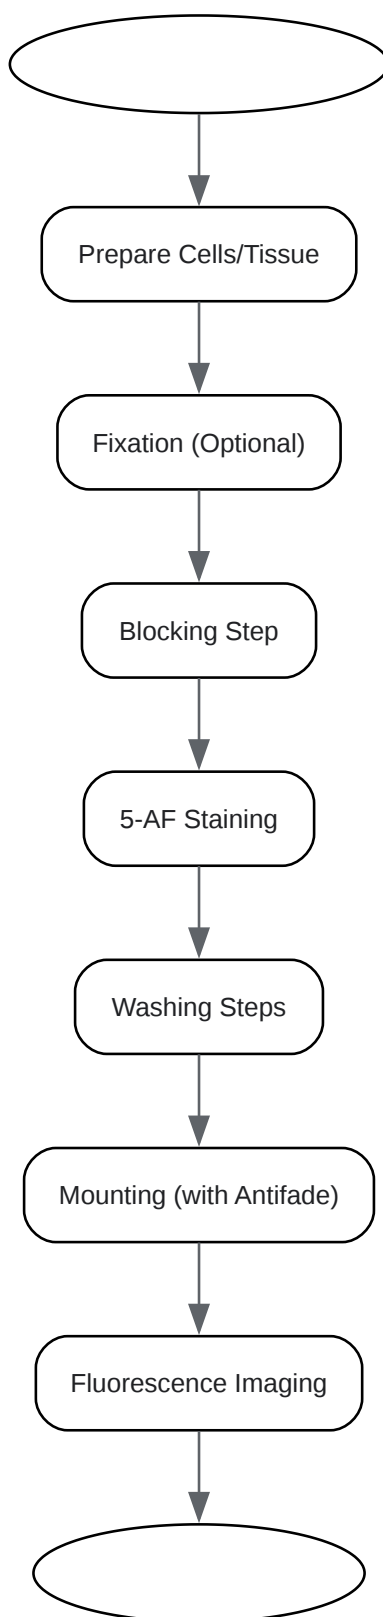 Prepare Cells/Tissue
Fixation (Optional)
Blocking Step
5-AF Staining
Washing Steps
Mounting (with Antifade)
Fluorescence Imaging